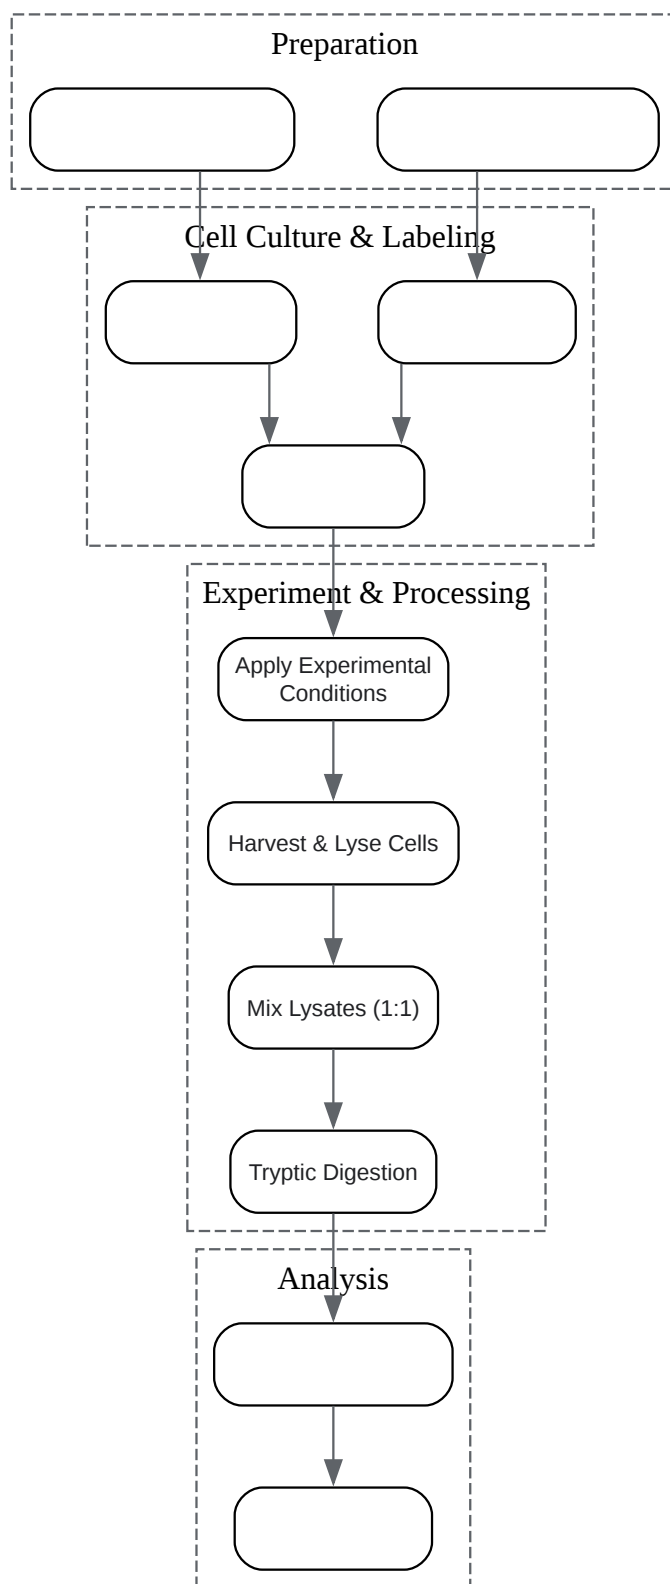 Preparation
Cell Culture & Labeling
Experiment & Processing
Apply Experimental
Conditions
Harvest & Lyse Cells
Mix Lysates (1:1)
Tryptic Digestion
Analysis